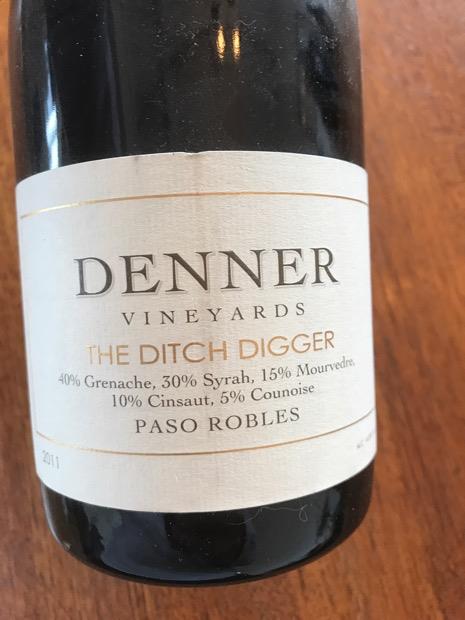 DENNER
VINEYARDS
THE DITCH DIGGER
40% Grenache, 30% Syrah, 15% Mourvedre,
10% Cinsaut, 5% Counoise
PASO ROBLES
2011